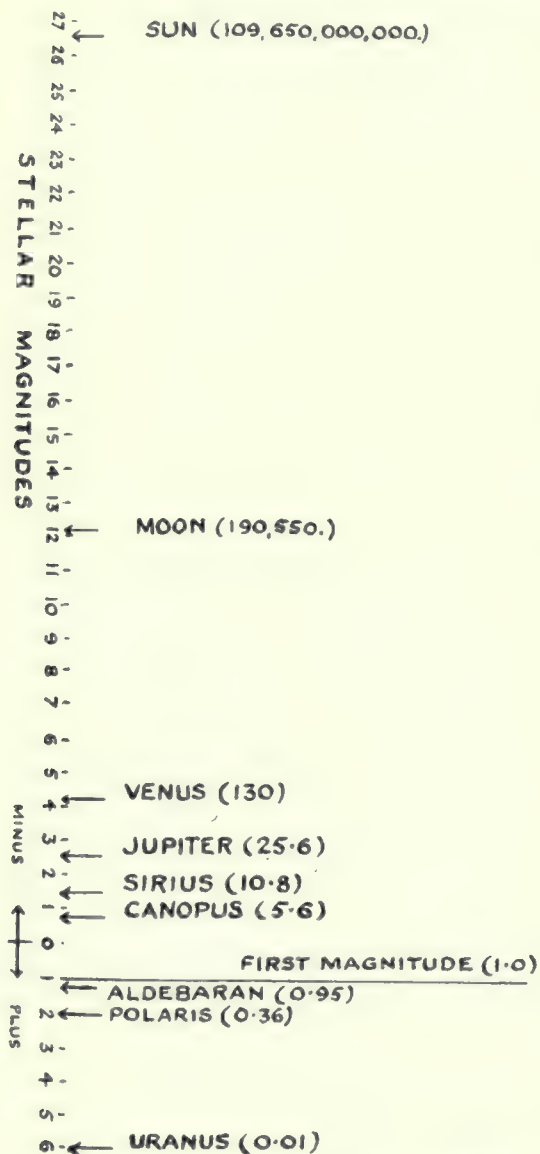 27
SUN (109,650,000,000.)
26
25
24
23
22
21
20
19
18
17
16
15
14
13
STELLAR MAGNITUDES
12
MOON (190,550.)
11
10
9
8
7
6
5
4
VENUS (130)
3
JUPITER (25·6)
2
SIRIUS (10·8)
1
CANOPUS (5·6)
MINUS
0
FIRST MAGNITUDE (1·0)
1
ALDEBARAN (0·95)
2
POLARIS (0·36)
PLUS
3
4
5
6
URANUS (0·01)